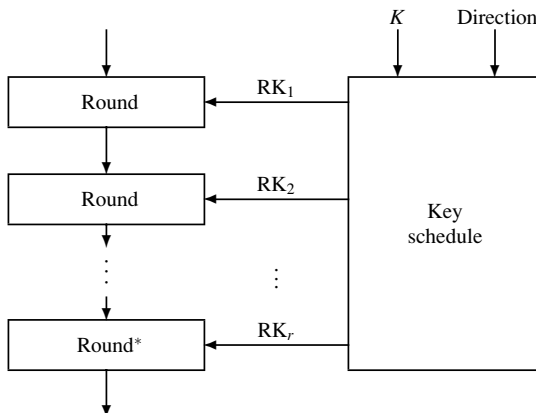 K Direction
Round RK₁
Round RK₂
Key
schedule
⋮ ⋮
Round* RKᵣ